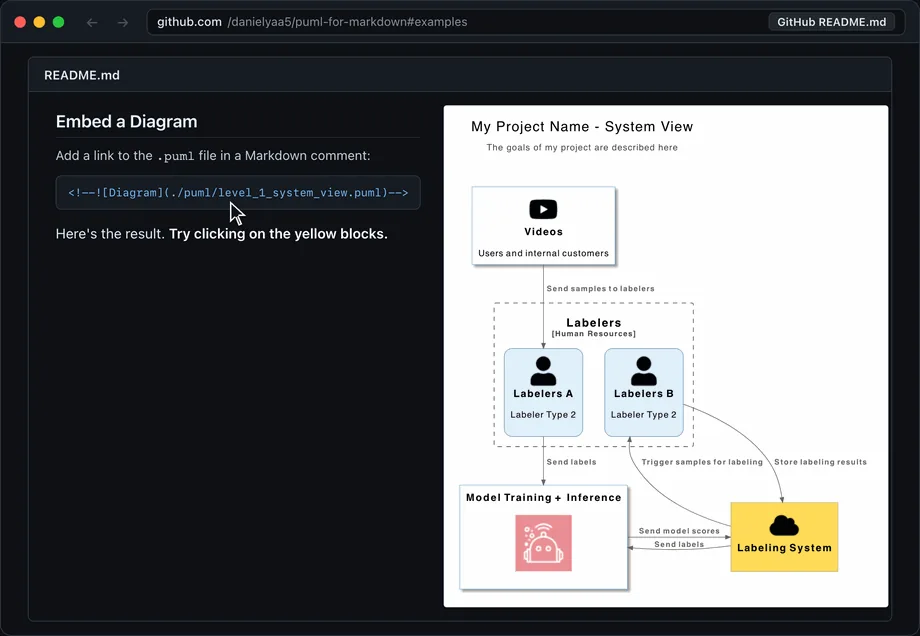 github.com /danielyaa5/puml-for-markdown#examples
GitHub README.md
README.md
Embed a Diagram
Add a link to the .puml file in a Markdown comment:
<!--![Diagram](./puml/level_1_system_view.puml)-->
Here's the result. Try clicking on the yellow blocks.
My Project Name - System View
The goals of my project are described here
Videos
Users and internal customers
Send samples to labelers
Labelers
[Human Resources]
Labelers A
Labeler Type 2
Labelers B
Labeler Type 2
Send labels
Trigger samples for labeling
Store labeling results
Model Training + Inference
Send model scores
Send labels
Labeling System